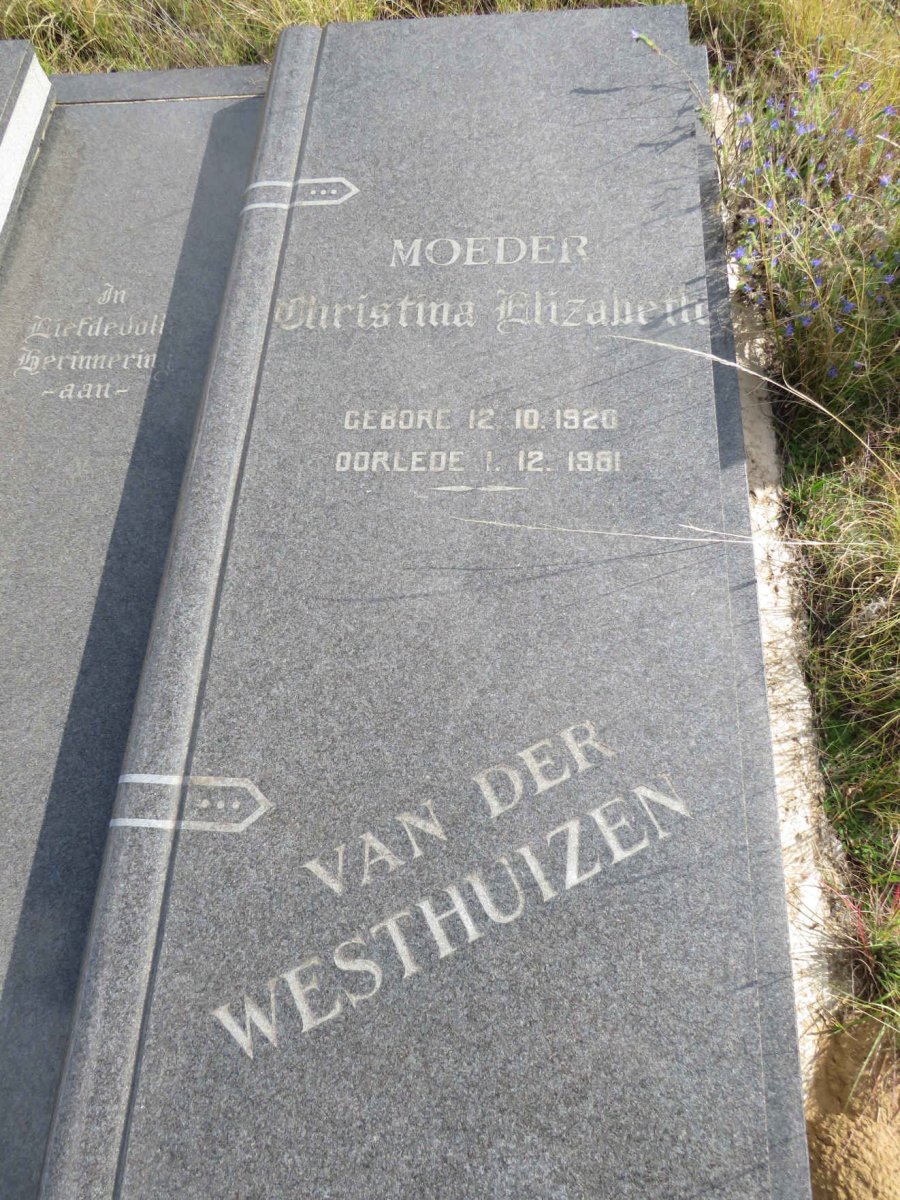 In
Liefdevolle
Herinnering
-aan-
MOEDER
Christina Elizabeth
GEBORE 12. 10. 1920
OORLEDE 1. 12. 1981
VAN DER
WESTHUIZEN